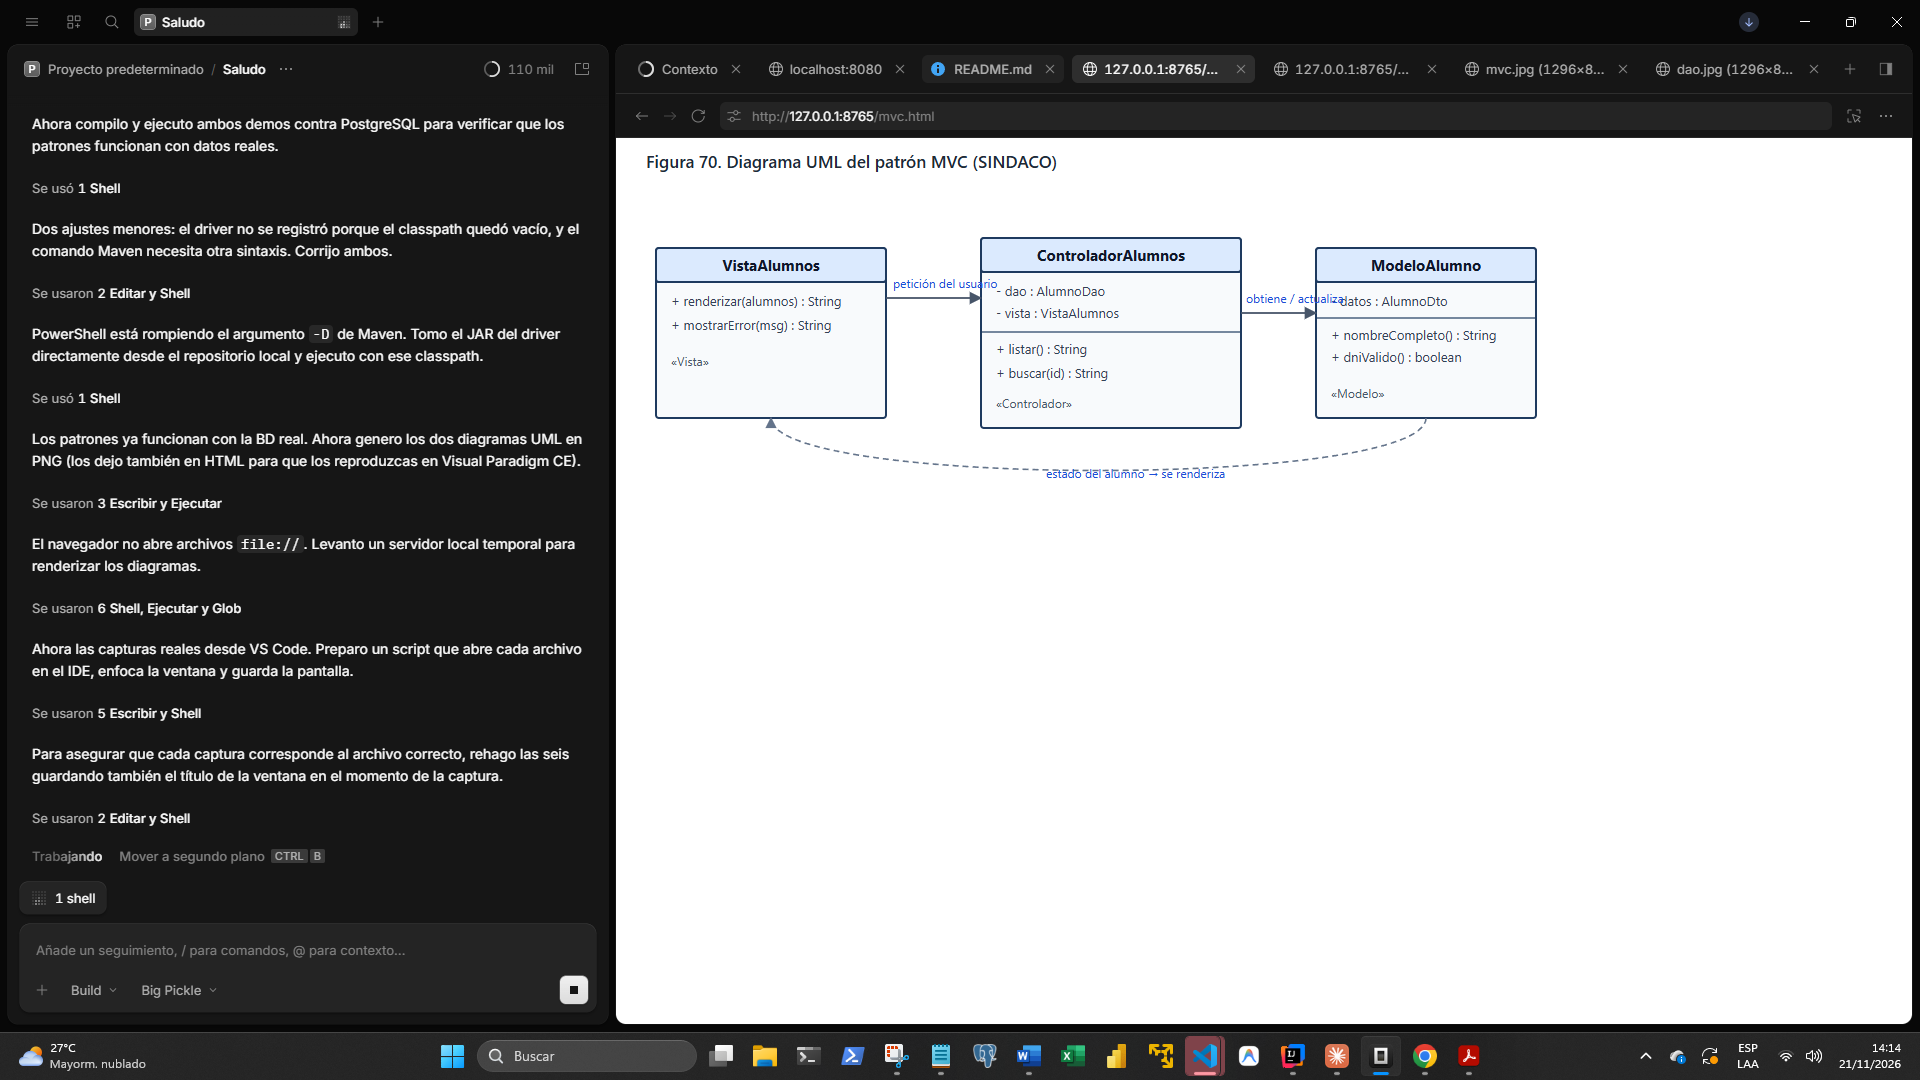 P Saludo
P Proyecto predeterminado / Saludo ··· 110 mil
Ahora compilo y ejecuto ambos demos contra PostgreSQL para verificar que los
patrones funcionan con datos reales.
Se usó 1 Shell
Dos ajustes menores: el driver no se registró porque el classpath quedó vacío, y el
comando Maven necesita otra sintaxis. Corrijo ambos.
Se usaron 2 Editar y Shell
PowerShell está rompiendo el argumento -D de Maven. Tomo el JAR del driver
directamente desde el repositorio local y ejecuto con ese classpath.
Se usó 1 Shell
Los patrones ya funcionan con la BD real. Ahora genero los dos diagramas UML en
PNG (los dejo también en HTML para que los reproduzcas en Visual Paradigm CE).
Se usaron 3 Escribir y Ejecutar
El navegador no abre archivos file://. Levanto un servidor local temporal para
renderizar los diagramas.
Se usaron 6 Shell, Ejecutar y Glob
Ahora las capturas reales desde VS Code. Preparo un script que abre cada archivo
en el IDE, enfoca la ventana y guarda la pantalla.
Se usaron 5 Escribir y Shell
Para asegurar que cada captura corresponde al archivo correcto, rehago las seis
guardando también el título de la ventana en el momento de la captura.
Se usaron 2 Editar y Shell
Trabajando Mover a segundo plano CTRL B
1 shell
Añade un seguimiento, / para comandos, @ para contexto...
Build Big Pickle
Contexto localhost:8080 README.md 127.0.0.1:8765/... 127.0.0.1:8765/... mvc.jpg (1296×8... dao.jpg (1296×8...
http://127.0.0.1:8765/mvc.html
Figura 70. Diagrama UML del patrón MVC (SINDACO)
VistaAlumnos
+ renderizar(alumnos) : String
+ mostrarError(msg) : String
«Vista»
petición del usuario
ControladorAlumnos
- dao : AlumnoDao
- vista : VistaAlumnos
+ listar() : String
+ buscar(id) : String
«Controlador»
obtiene / actualiza
ModeloAlumno
- datos : AlumnoDto
+ nombreCompleto() : String
+ dniValido() : boolean
«Modelo»
estado del alumno → se renderiza
27°C
Mayorm. nublado
Buscar
ESP
LAA
14:14
21/11/2026